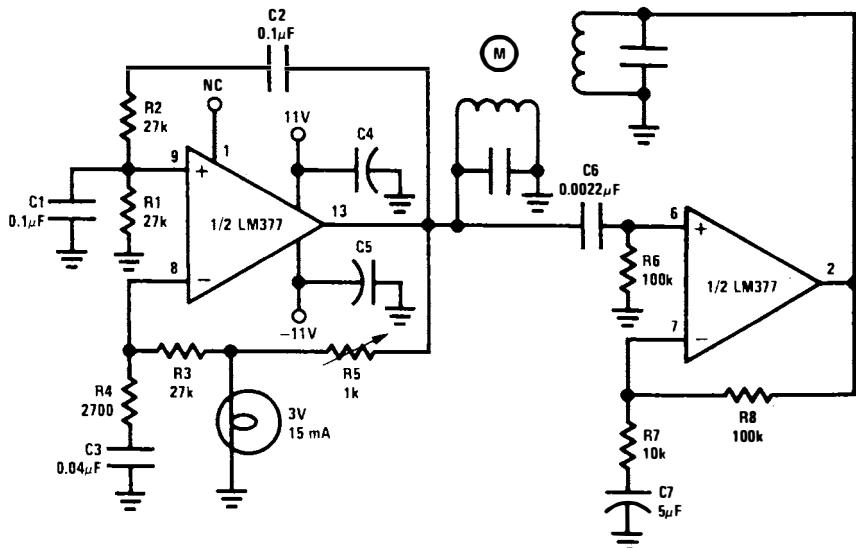 C2
0.1μF
NC
R2
27k
1
11V
C4
9
+
C1
0.1μF
R1
27k
1/2 LM377
13
8
−
C5
−11V
R3
27k
R5
1k
R4
2700
C3
0.04μF
3V
15 mA
M
C6
0.0022μF
6
+
R6
100k
1/2 LM377
2
7
−
R8
100k
R7
10k
C7
5μF